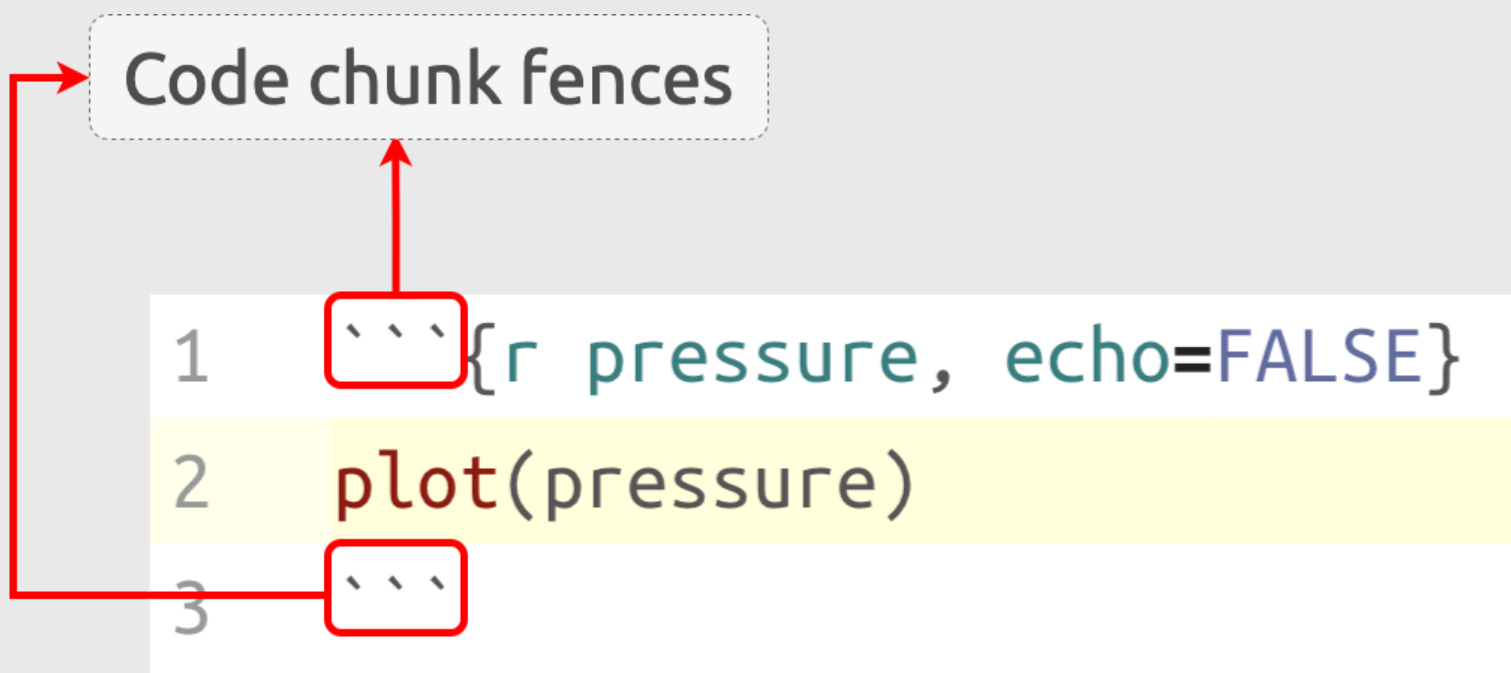 Code chunk fences
1 ```{r pressure, echo=FALSE}
2 plot(pressure)
3 ```